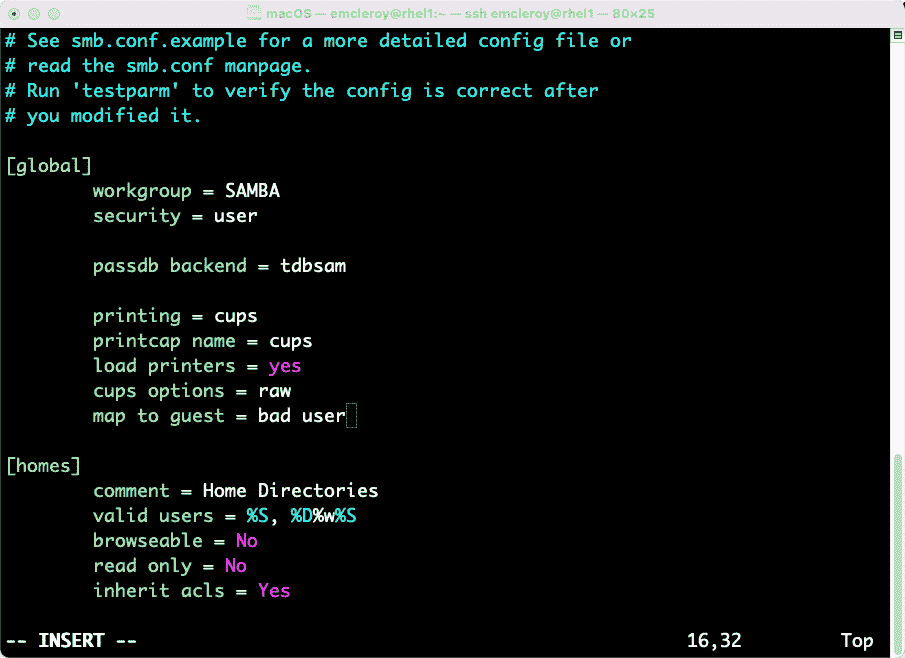 macOS — emcleroy@rhel1:~ — ssh emcleroy@rhel1 — 80×25
# See smb.conf.example for a more detailed config file or
# read the smb.conf manpage.
# Run 'testparm' to verify the config is correct after
# you modified it.
[global]
workgroup = SAMBA
security = user
passdb backend = tdbsam
printing = cups
printcap name = cups
load printers = yes
cups options = raw
map to guest = bad user
[homes]
comment = Home Directories
valid users = %S, %D%w%S
browseable = No
read only = No
inherit acls = Yes
-- INSERT -- 16,32 Top